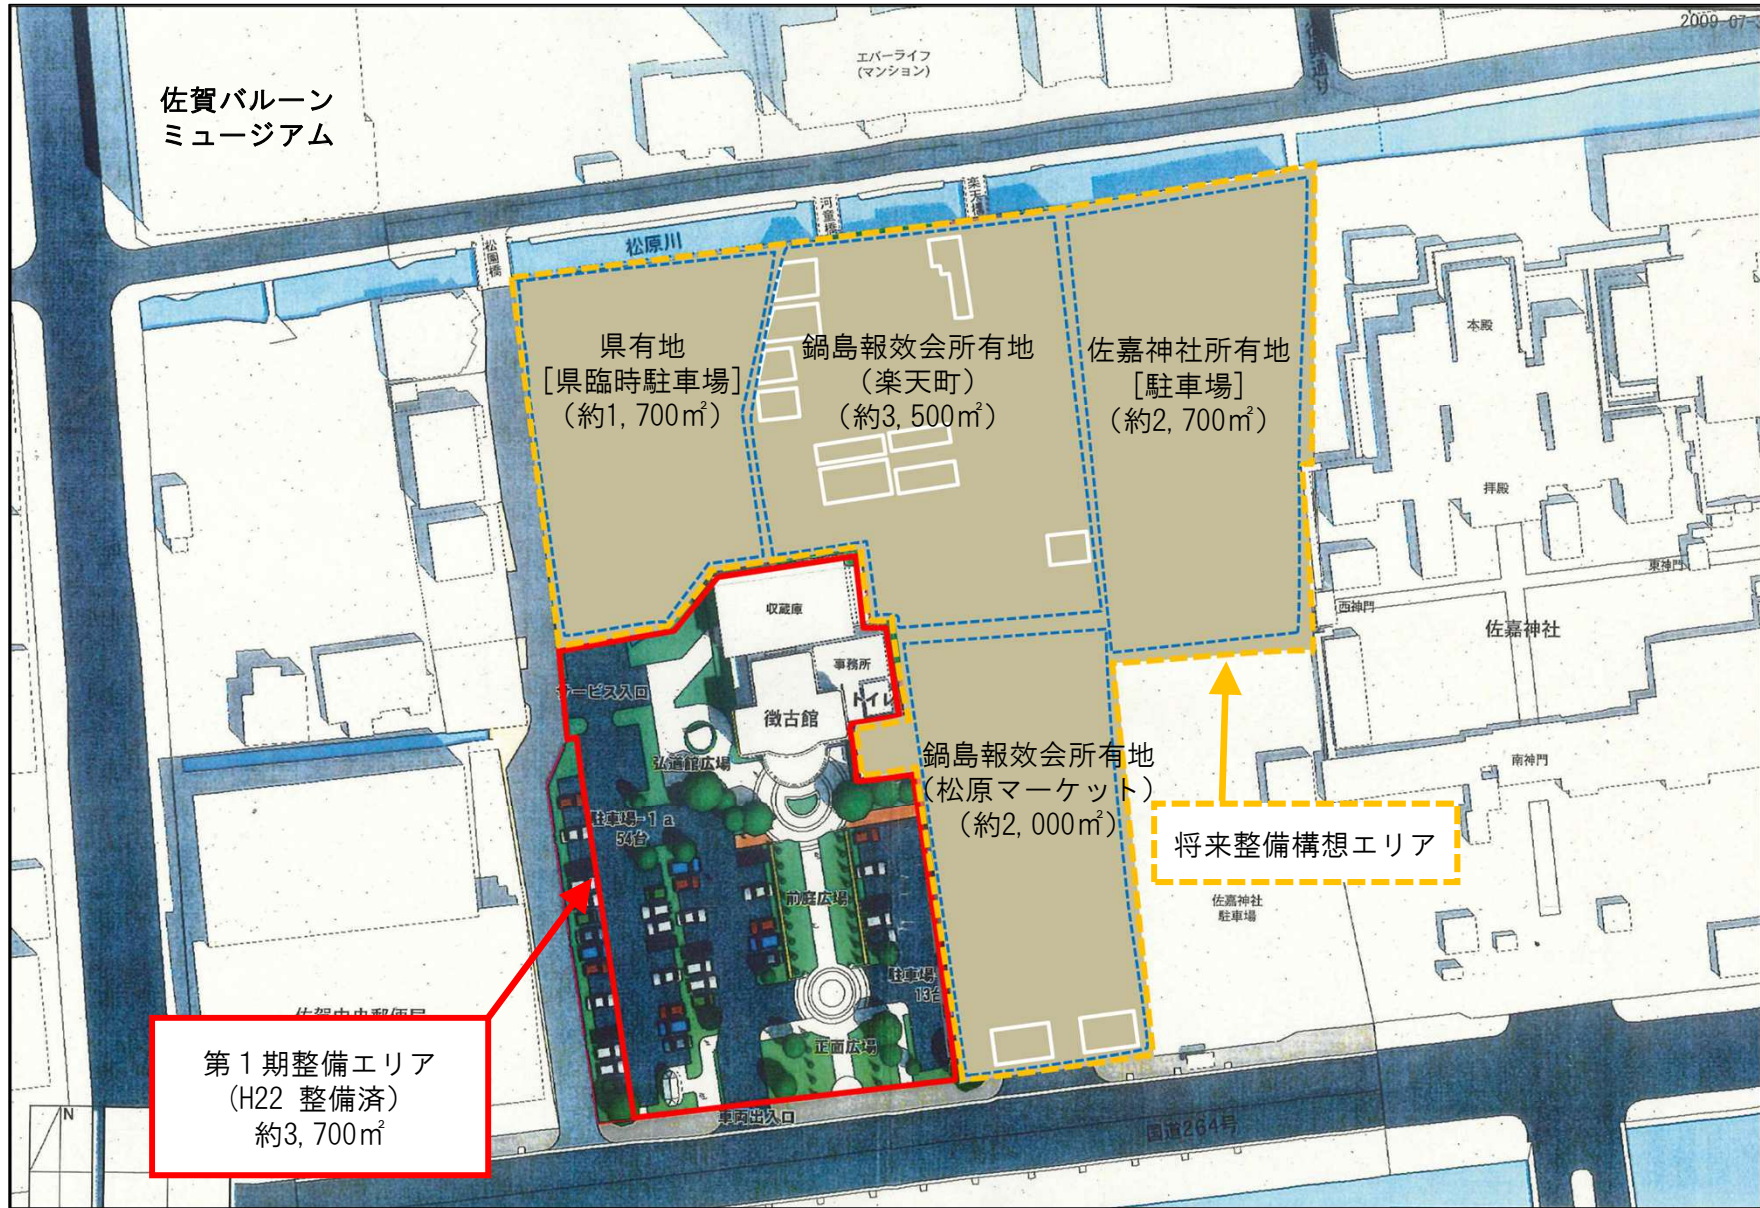 2009-07-
エバーライフ
(マンション)
佐賀バルーン
ミュージアム
松原川
松園橋
河童橋
楽天橋
県有地
[県臨時駐車場]
(約1,700㎡)
鍋島報效会所有地
(楽天町)
(約3,500㎡)
佐嘉神社所有地
[駐車場]
(約2,700㎡)
本殿
拝殿
東神門
西神門
佐嘉神社
南神門
収蔵庫
事務所
トイレ
徴古館
サービス入口
弘道館広場
駐車場-1a
54台
前庭広場
駐車場
13台
正面広場
車両出入口
鍋島報效会所有地
(松原マーケット)
(約2,000㎡)
将来整備構想エリア
佐嘉神社
駐車場
佐賀中央郵便局
第1期整備エリア
(H22 整備済)
約3,700㎡
N
国道264号